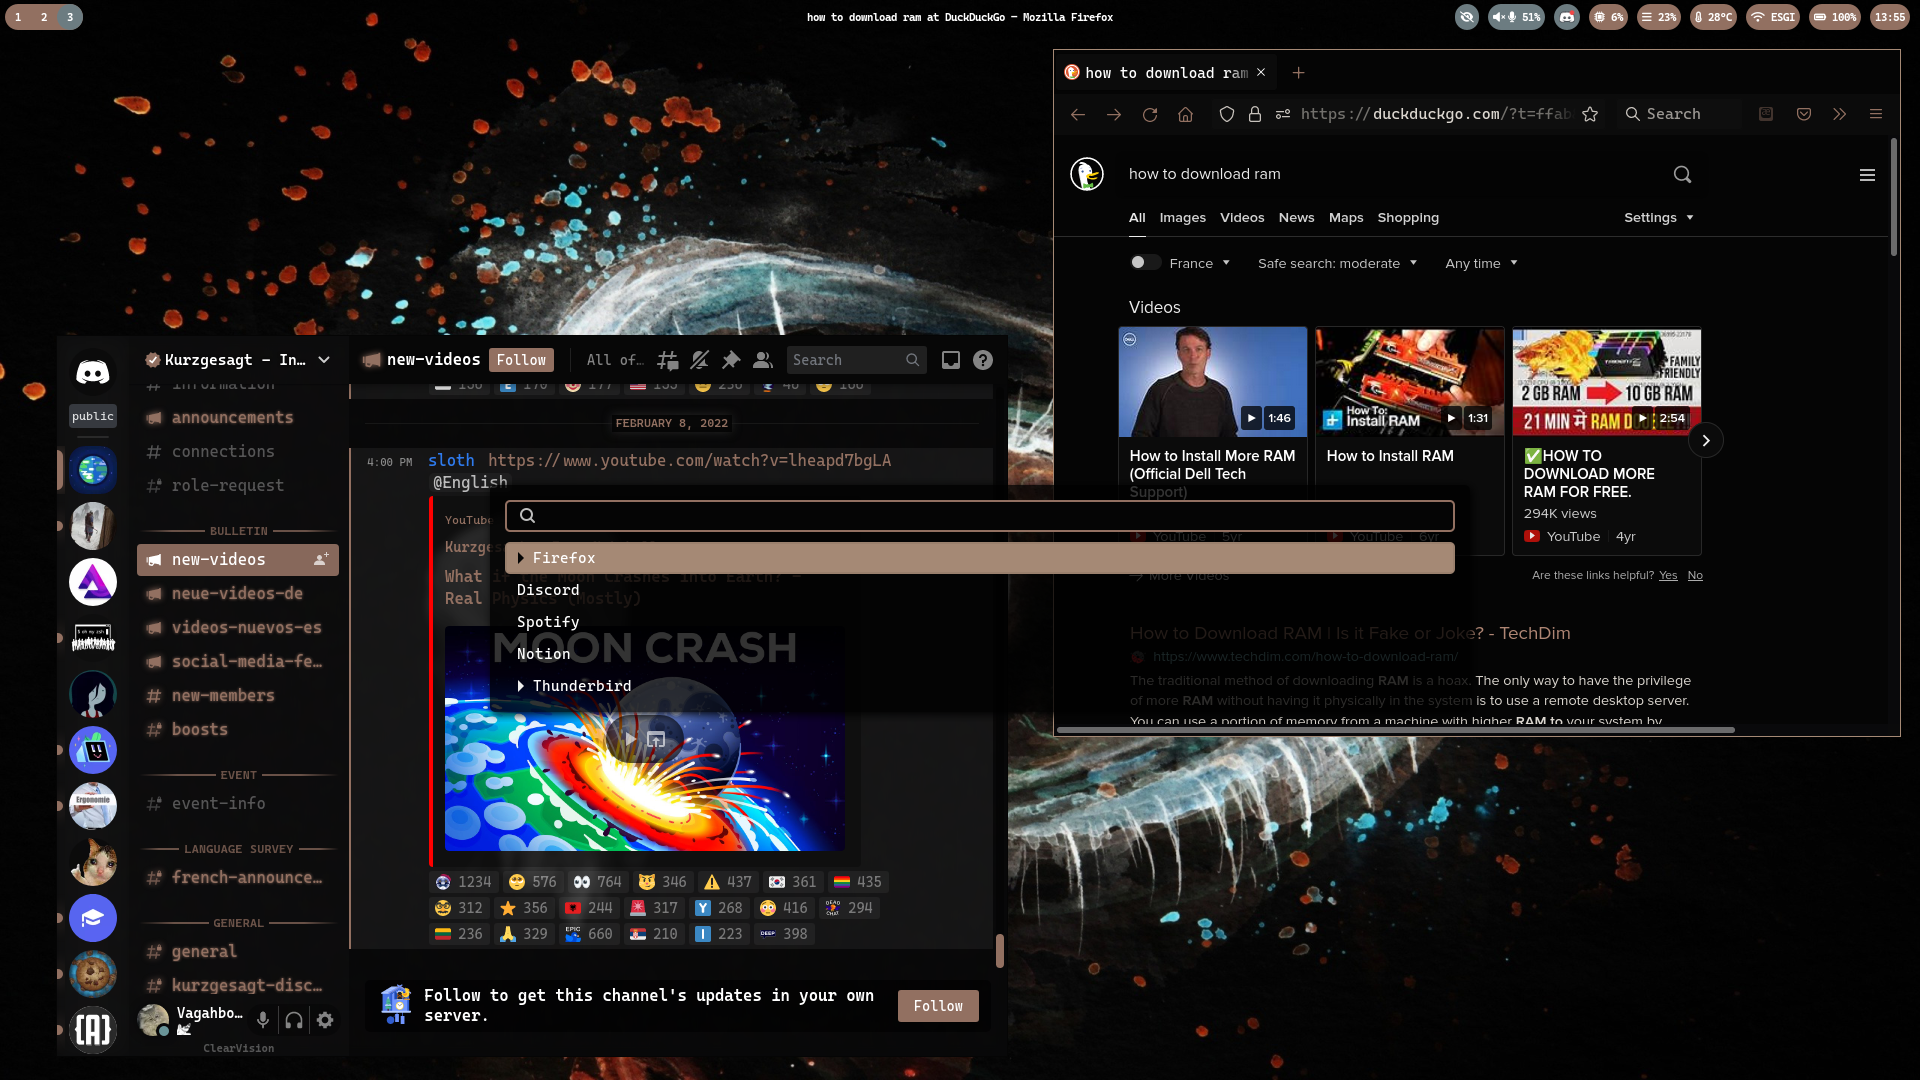 1 2 3
how to download ram at DuckDuckGo — Mozilla Firefox
51%
6%
23%
28°C
ESGI
100%
13:55
how to download ram
https://duckduckgo.com/?t=ffab
Search
how to download ram
All Images Videos News Maps Shopping
Settings
France
Safe search: moderate
Any time
Videos
1:46
How to Install More RAM
(Official Dell Tech
Support)
YouTube 5yr
How To:
Install RAM
1:31
How to Install RAM
YouTube 6yr
FAMILY
FRIENDLY
2 GB RAM
10 GB RAM
2:54
✅HOW TO
DOWNLOAD MORE
RAM FOR FREE.
294K views
YouTube 4yr
More Videos
Are these links helpful? Yes No
How to Download RAM | Is it Fake or Joke? - TechDim
https://www.techdim.com/how-to-download-ram/
The traditional method of downloading RAM is a hoax. The only way to have the privilege
of more RAM without having it physically in the system is to use a remote desktop server.
You can use a portion of memory from a machine with higher RAM to your system by
public
Kurzgesagt – In…
information
announcements
connections
role-request
BULLETIN
new-videos
neue-videos-de
videos-nuevos-es
social-media-fe…
new-members
boosts
EVENT
event-info
LANGUAGE SURVEY
french-announce…
GENERAL
general
kurzgesagt-disc…
Ergonomie
Vagahbo…
ClearVision
new-videos
Follow
All of…
Search
FEBRUARY 8, 2022
4:00 PM
sloth https://www.youtube.com/watch?v=lheapd7bgLA
@English
YouTube
Kurzges
What if the Moon Crashes into Earth? –
Real Physics (Mostly)
MOON CRASH
Firefox
Discord
Spotify
Notion
Thunderbird
1234 576 764 346 437 361 435
312 356 244 317 268 416 294
236 329 660 210 223 398
Follow to get this channel's updates in your own
server.
Follow